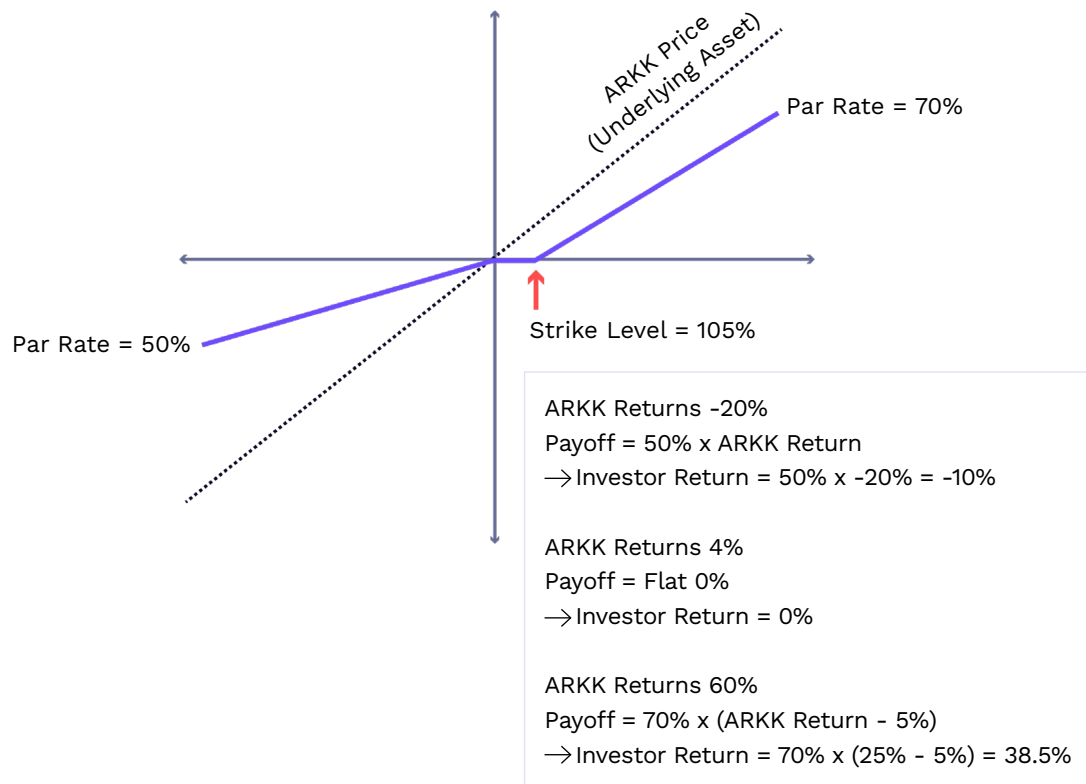 ARKK Price
(Underlying Asset)
Par Rate = 70%
Par Rate = 50%
Strike Level = 105%
ARKK Returns -20%
Payoff = 50% x ARKK Return
→Investor Return = 50% x -20% = -10%
ARKK Returns 4%
Payoff = Flat 0%
→Investor Return = 0%
ARKK Returns 60%
Payoff = 70% x (ARKK Return - 5%)
→Investor Return = 70% x (25% - 5%) = 38.5%